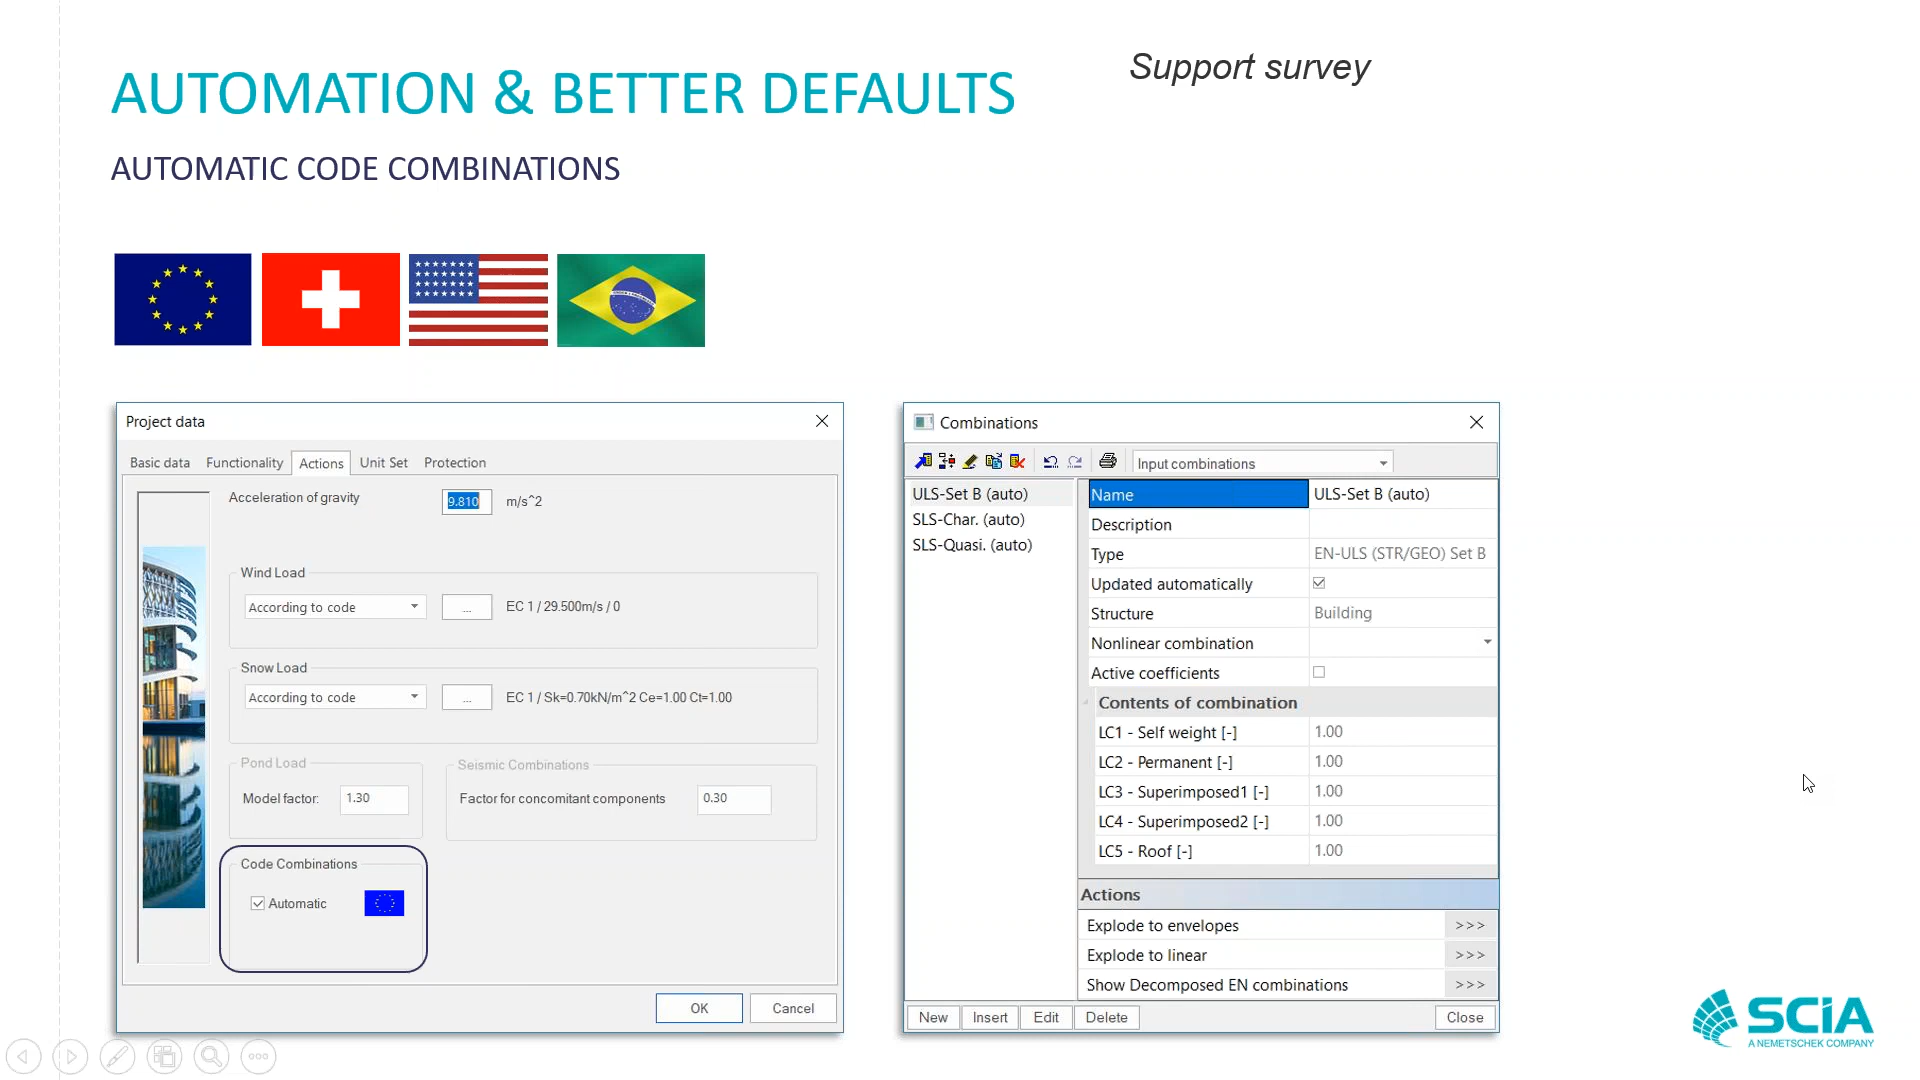 AUTOMATION & BETTER DEFAULTS
Support survey
AUTOMATIC CODE COMBINATIONS
Project data
Basic data Functionality Actions Unit Set Protection
Acceleration of gravity 9.810 m/s^2
Wind Load
According to code ... EC 1 / 29.500m/s / 0
Snow Load
According to code ... EC 1 / Sk=0.70kN/m^2 Ce=1.00 Ct=1.00
Pond Load
Model factor: 1.30
Seismic Combinations
Factor for concomitant components 0.30
Code Combinations
Automatic
OK Cancel
Combinations
Input combinations
ULS-Set B (auto)
SLS-Char. (auto)
SLS-Quasi. (auto)
Name ULS-Set B (auto)
Description
Type EN-ULS (STR/GEO) Set B
Updated automatically
Structure Building
Nonlinear combination
Active coefficients
Contents of combination
LC1 - Self weight [-] 1.00
LC2 - Permanent [-] 1.00
LC3 - Superimposed1 [-] 1.00
LC4 - Superimposed2 [-] 1.00
LC5 - Roof [-] 1.00
Actions
Explode to envelopes >>>
Explode to linear >>>
Show Decomposed EN combinations >>>
New Insert Edit Delete Close
SCIA
A NEMETSCHEK COMPANY